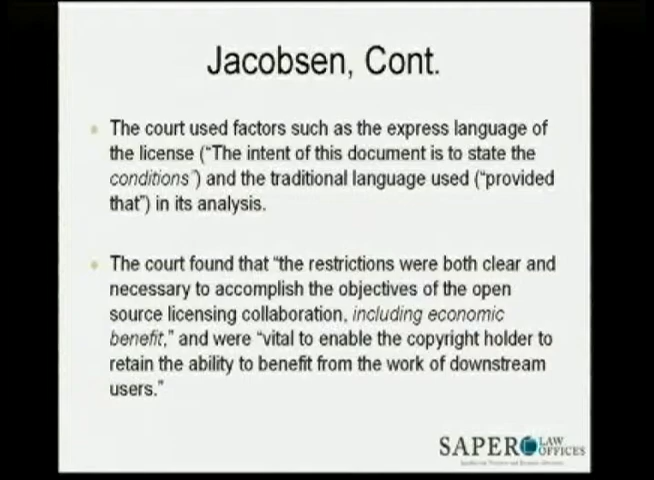 Jacobsen, Cont.
The court used factors such as the express language of
the license (“The intent of this document is to state the
conditions”) and the traditional language used (“provided
that”) in its analysis.
The court found that “the restrictions were both clear and
necessary to accomplish the objectives of the open
source licensing collaboration, including economic
benefit,” and were “vital to enable the copyright holder to
retain the ability to benefit from the work of downstream
users.”
SAPER LAW
OFFICES